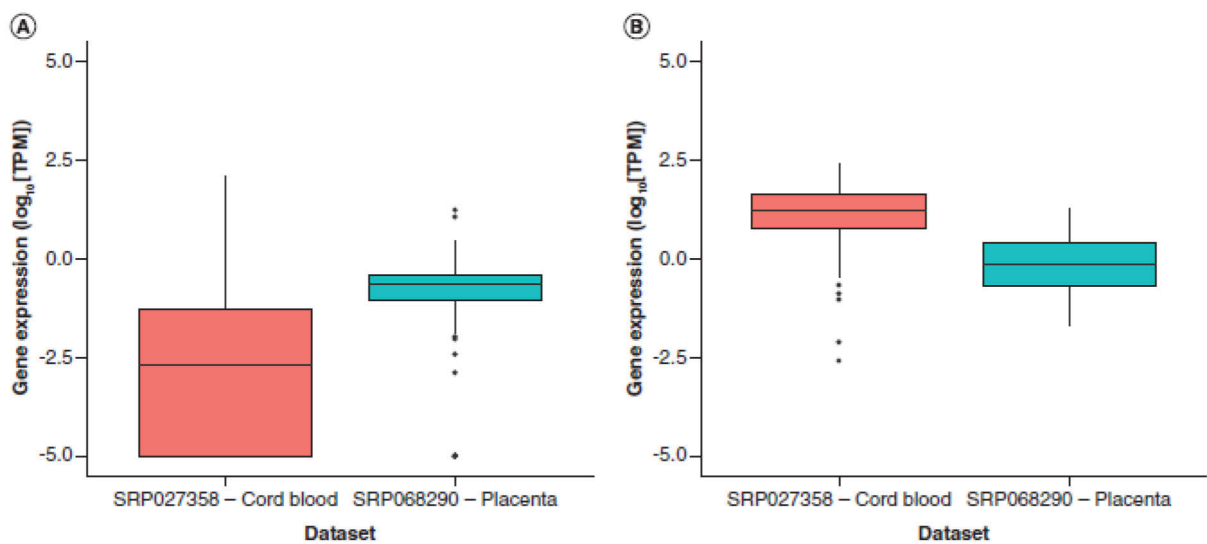 A
5.0
2.5
0.0
-2.5
-5.0
Gene expression (log10[TPM])
SRP027358 – Cord blood
SRP068290 – Placenta
Dataset
B
5.0
2.5
0.0
-2.5
-5.0
Gene expression (log10[TPM])
SRP027358 – Cord blood
SRP068290 – Placenta
Dataset